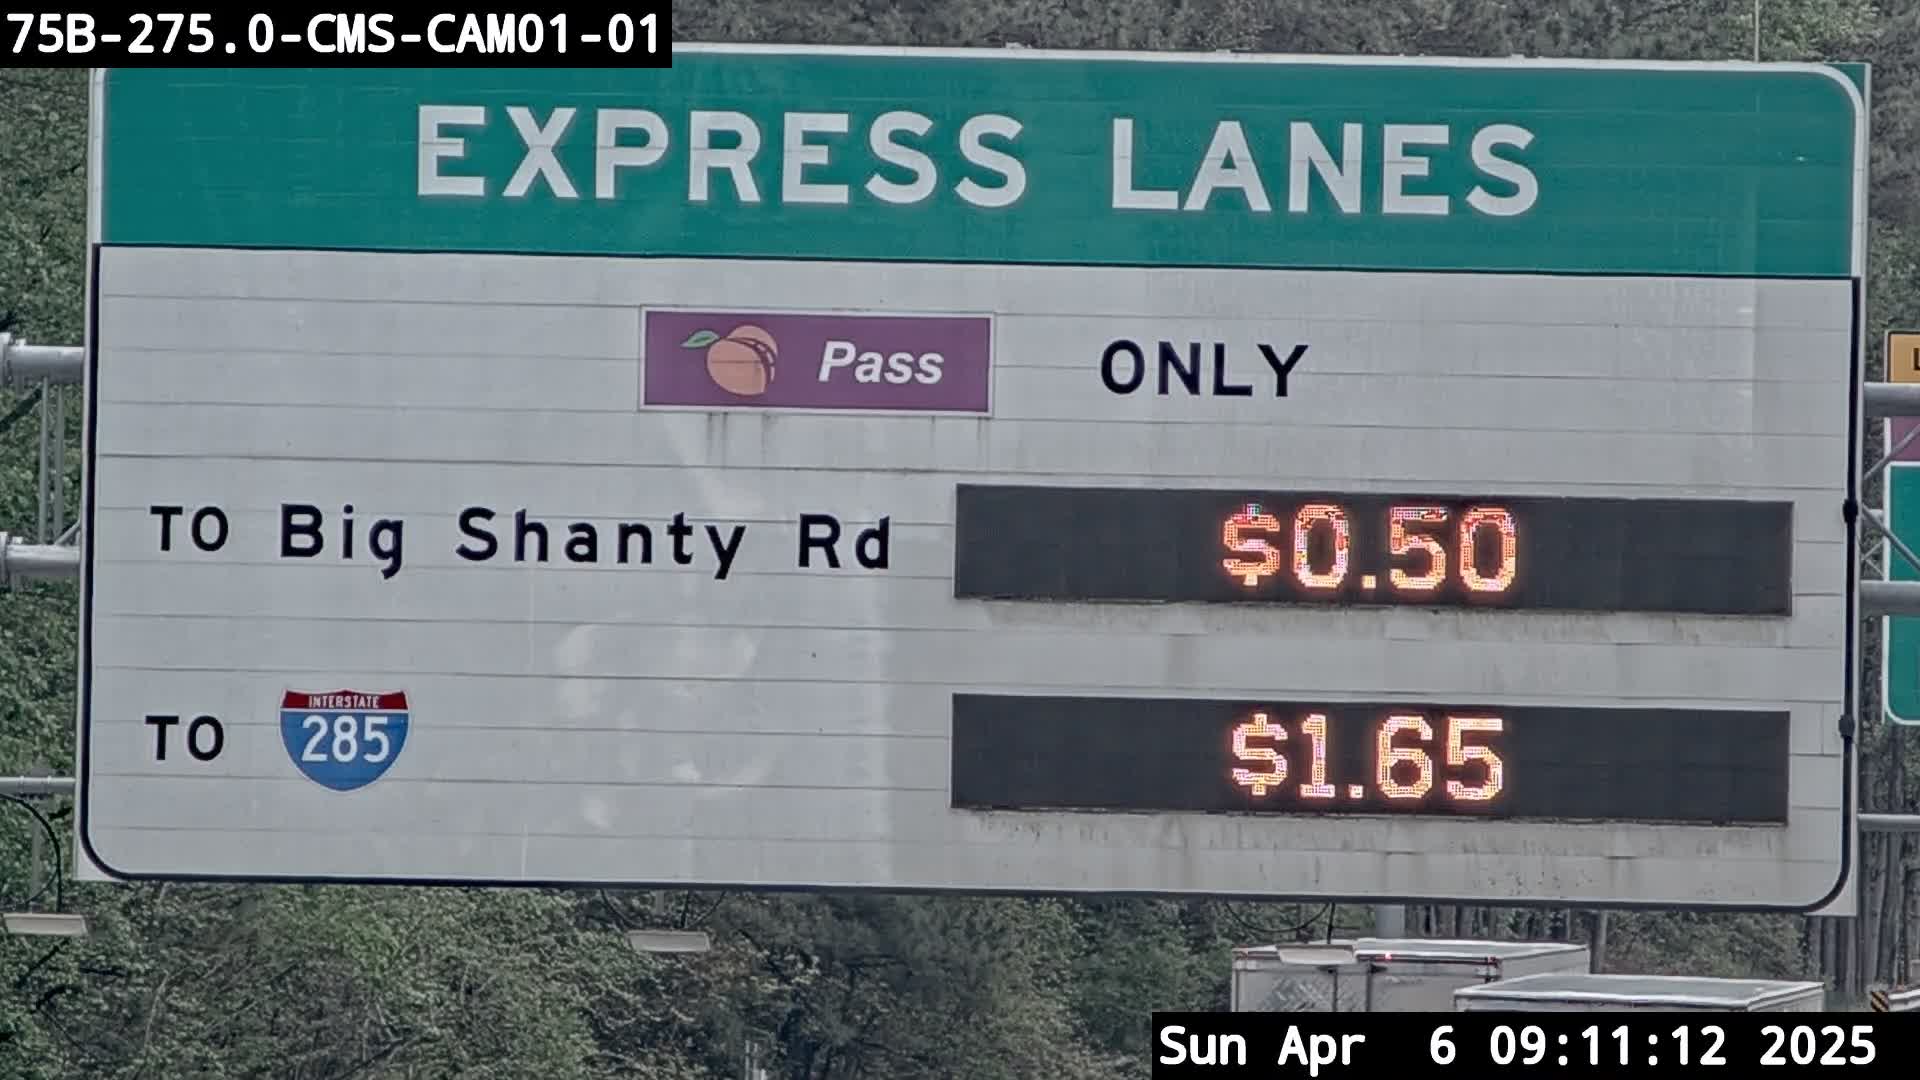 75B-275.0-CMS-CAM01-01
EXPRESS LANES
Pass ONLY
TO Big Shanty Rd $0.50
INTERSTATE
TO 285 $1.65
Sun Apr 6 09:11:12 2025